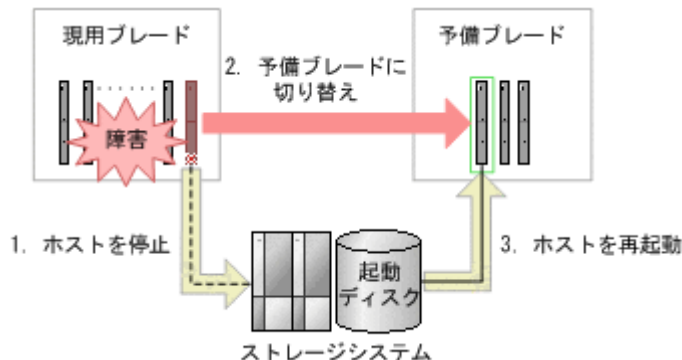 現用ブレード
予備ブレード
2. 予備ブレードに
切り替え
障害
1. ホストを停止
3. ホストを再起動
起動
ディスク
ストレージシステム